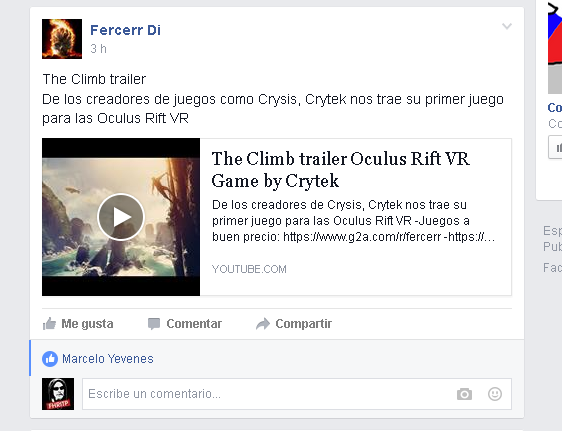 Fercerr Di
3 h
The Climb trailer
De los creadores de juegos como Crysis, Crytek nos trae su primer juego
para las Oculus Rift VR
The Climb trailer Oculus Rift VR
Game by Crytek
De los creadores de Crysis, Crytek nos trae su
primer juego para las Oculus Rift VR -Juegos a
buen precio: https://www.g2a.com/r/fercerr -https://...
YOUTUBE.COM
Me gusta
Comentar
Compartir
Marcelo Yevenes
FHRITP
Escribe un comentario...
Co
Co
Esp
Pub
Fac